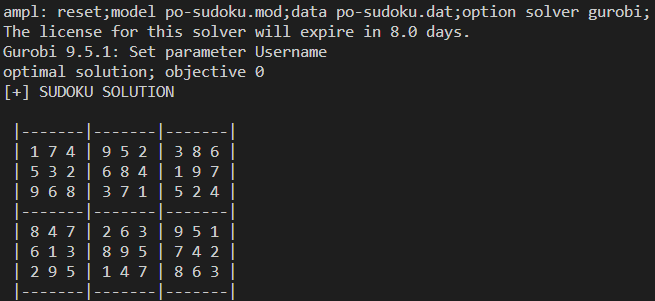 ampl: reset;model po-sudoku.mod;data po-sudoku.dat;option solver gurobi;
The license for this solver will expire in 8.0 days.
Gurobi 9.5.1: Set parameter Username
optimal solution; objective 0
[+] SUDOKU SOLUTION
|-------|-------|-------|
| 1 7 4 | 9 5 2 | 3 8 6 |
| 5 3 2 | 6 8 4 | 1 9 7 |
| 9 6 8 | 3 7 1 | 5 2 4 |
|-------|-------|-------|
| 8 4 7 | 2 6 3 | 9 5 1 |
| 6 1 3 | 8 9 5 | 7 4 2 |
| 2 9 5 | 1 4 7 | 8 6 3 |
|-------|-------|-------|